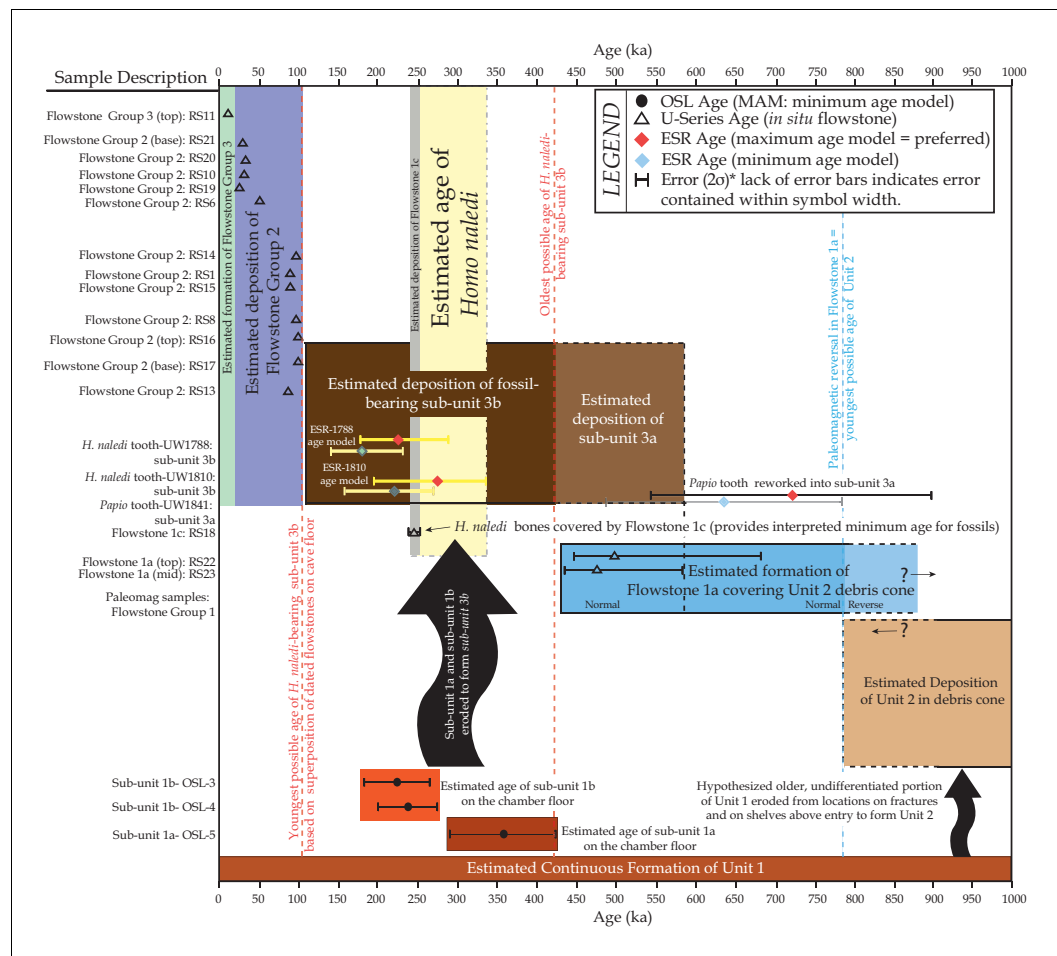 Age (ka)
0 50 100 150 200 250 300 350 400 450 500 550 600 650 700 750 800 850 900 950 1000
Sample Description
Flowstone Group 3 (top): RS11
Flowstone Group 2 (base): RS21
Flowstone Group 2: RS20
Flowstone Group 2: RS10
Flowstone Group 2: RS19
Flowstone Group 2: RS6
Flowstone Group 2: RS14
Flowstone Group 2: RS1
Flowstone Group 2: RS15
Flowstone Group 2: RS8
Flowstone Group 2 (top): RS16
Flowstone Group 2 (base): RS17
Flowstone Group 2: RS13
H. naledi tooth-UW1788:
sub-unit 3b
H. naledi tooth-UW1810:
sub-unit 3b
Papio tooth-UW1841:
sub-unit 3a
Flowstone 1c: RS18
Flowstone 1a (top): RS22
Flowstone 1a (mid): RS23
Paleomag samples:
Flowstone Group 1
Sub-unit 1b- OSL-3
Sub-unit 1b- OSL-4
Sub-unit 1a- OSL-5
Estimated formation of Flowstone Group 3
Estimated deposition of
Flowstone Group 2
Youngest possible age of H. naledi-bearing sub-unit 3b
based on superposition of dated flowstones on cave floor
Estimated deposition of Flowstone 1c
Estimated age of
Homo naledi
Oldest possible age of H. naledi-
bearing sub-unit 3b
LEGEND
OSL Age (MAM: minimum age model)
U-Series Age (in situ flowstone)
ESR Age (maximum age model = preferred)
ESR Age (minimum age model)
Error (2σ)* lack of error bars indicates error
contained within symbol width.
Paleomagnetic reversal in Flowstone 1a =
youngest possible age of Unit 2
Estimated deposition of fossil-
bearing sub-unit 3b
Estimated
deposition of
sub-unit 3a
ESR-1788
age model
ESR-1810
age model
Papio tooth reworked into sub-unit 3a
H. naledi bones covered by Flowstone 1c (provides interpreted minimum age for fossils)
Estimated formation of
Flowstone 1a covering Unit 2 debris cone
?
Normal
Normal
Reverse
?
Estimated Deposition
of Unit 2 in debris cone
Sub-unit 1a and sub-unit 1b
eroded to form sub-unit 3b
Estimated age of sub-unit 1b
on the chamber floor
Estimated age of sub-unit 1a
on the chamber floor
Hypothesized older, undifferentiated portion
of Unit 1 eroded from locations on fractures
and on shelves above entry to form Unit 2
Estimated Continuous Formation of Unit 1
0 50 100 150 200 250 300 350 400 450 500 550 600 650 700 750 800 850 900 950 1000
Age (ka)